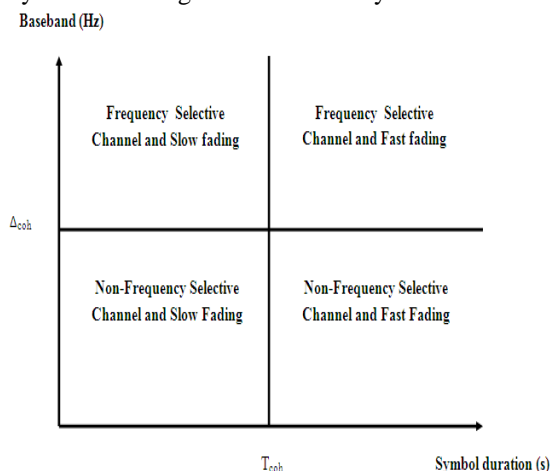 Baseband (Hz)
Frequency Selective
Channel and Slow fading
Frequency Selective
Channel and Fast fading
Δcoh
Non-Frequency Selective
Channel and Slow Fading
Non-Frequency Selective
Channel and Fast Fading
Tcoh
Symbol duration (s)